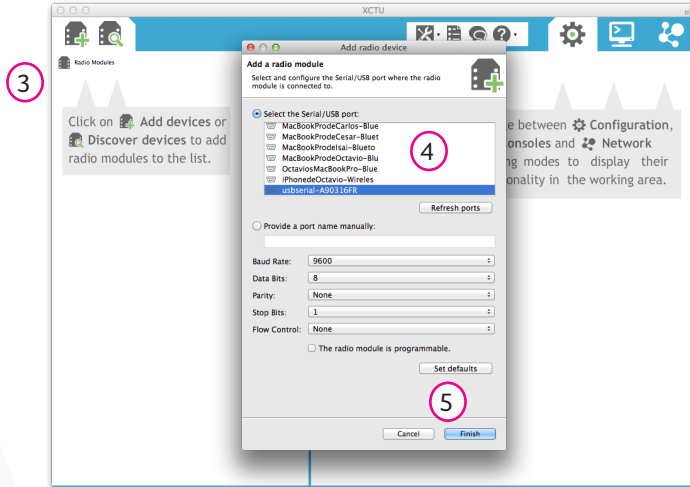 XCTU
Radio Modules
3
Click on Add devices or
Discover devices to add
radio modules to the list.
Add radio device
Add a radio module
Select and configure the Serial/USB port where the radio
module is connected to.
Select the Serial/USB port:
MacBookProdeCarlos-Blue
MacBookProdeCesar-Bluet
MacBookProdeIsai-Blueto
MacBookProdeOctavio-Blu
OctaviosMacBookPro-Blue
iPhonedeOctavio-Wireles
usbserial-A90316FR
4
Refresh ports
Provide a port name manually:
Baud Rate: 9600
Data Bits: 8
Parity: None
Stop Bits: 1
Flow Control: None
The radio module is programmable.
Set defaults
5
Cancel Finish
e between Configuration,
onsoles and Network
ng modes to display their
onality in the working area.